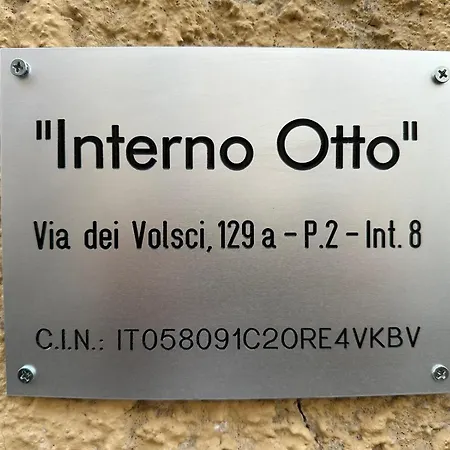 "Interno Otto"
Via dei Volsci, 129 a - P.2 - Int. 8
C.I.N.: IT058091C2ORE4VKBV